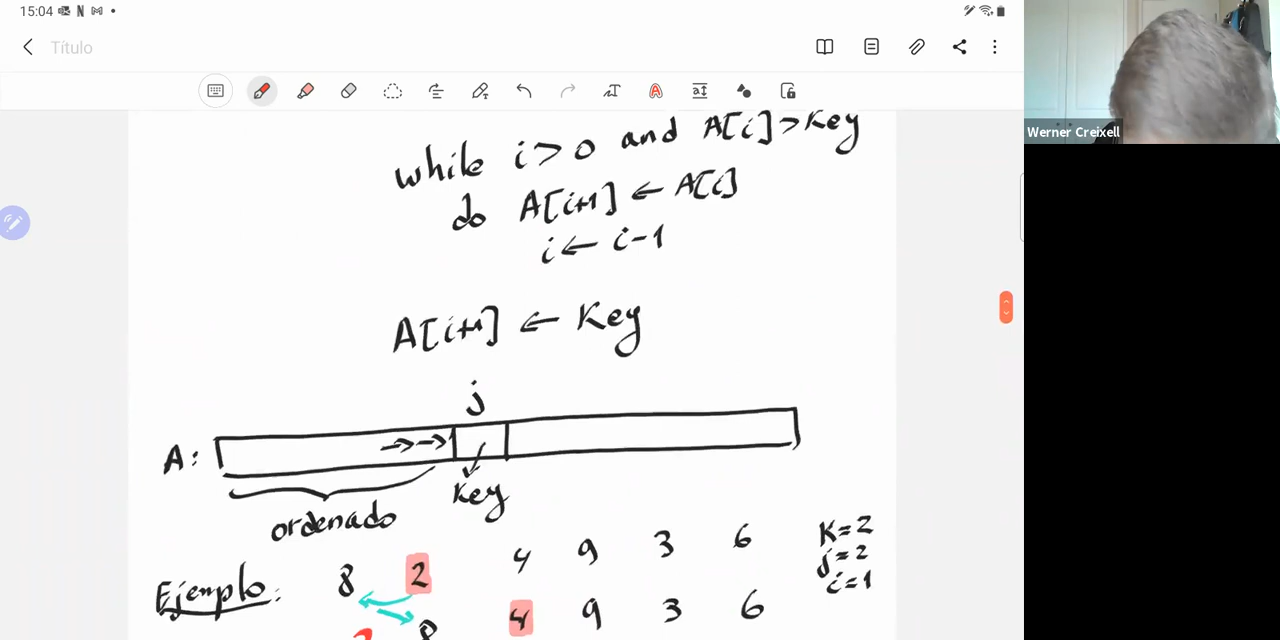 15:04
Título
while i > 0 and A[i] > Key
do A[i+1] ← A[i]
i ← i-1
A[i+1] ← Key
j
A:
Key
ordenado
Ejemplo: 8 2 4 9 3 6
K=2
j=2
i=1
8 4 9 3 6
Werner Creixell